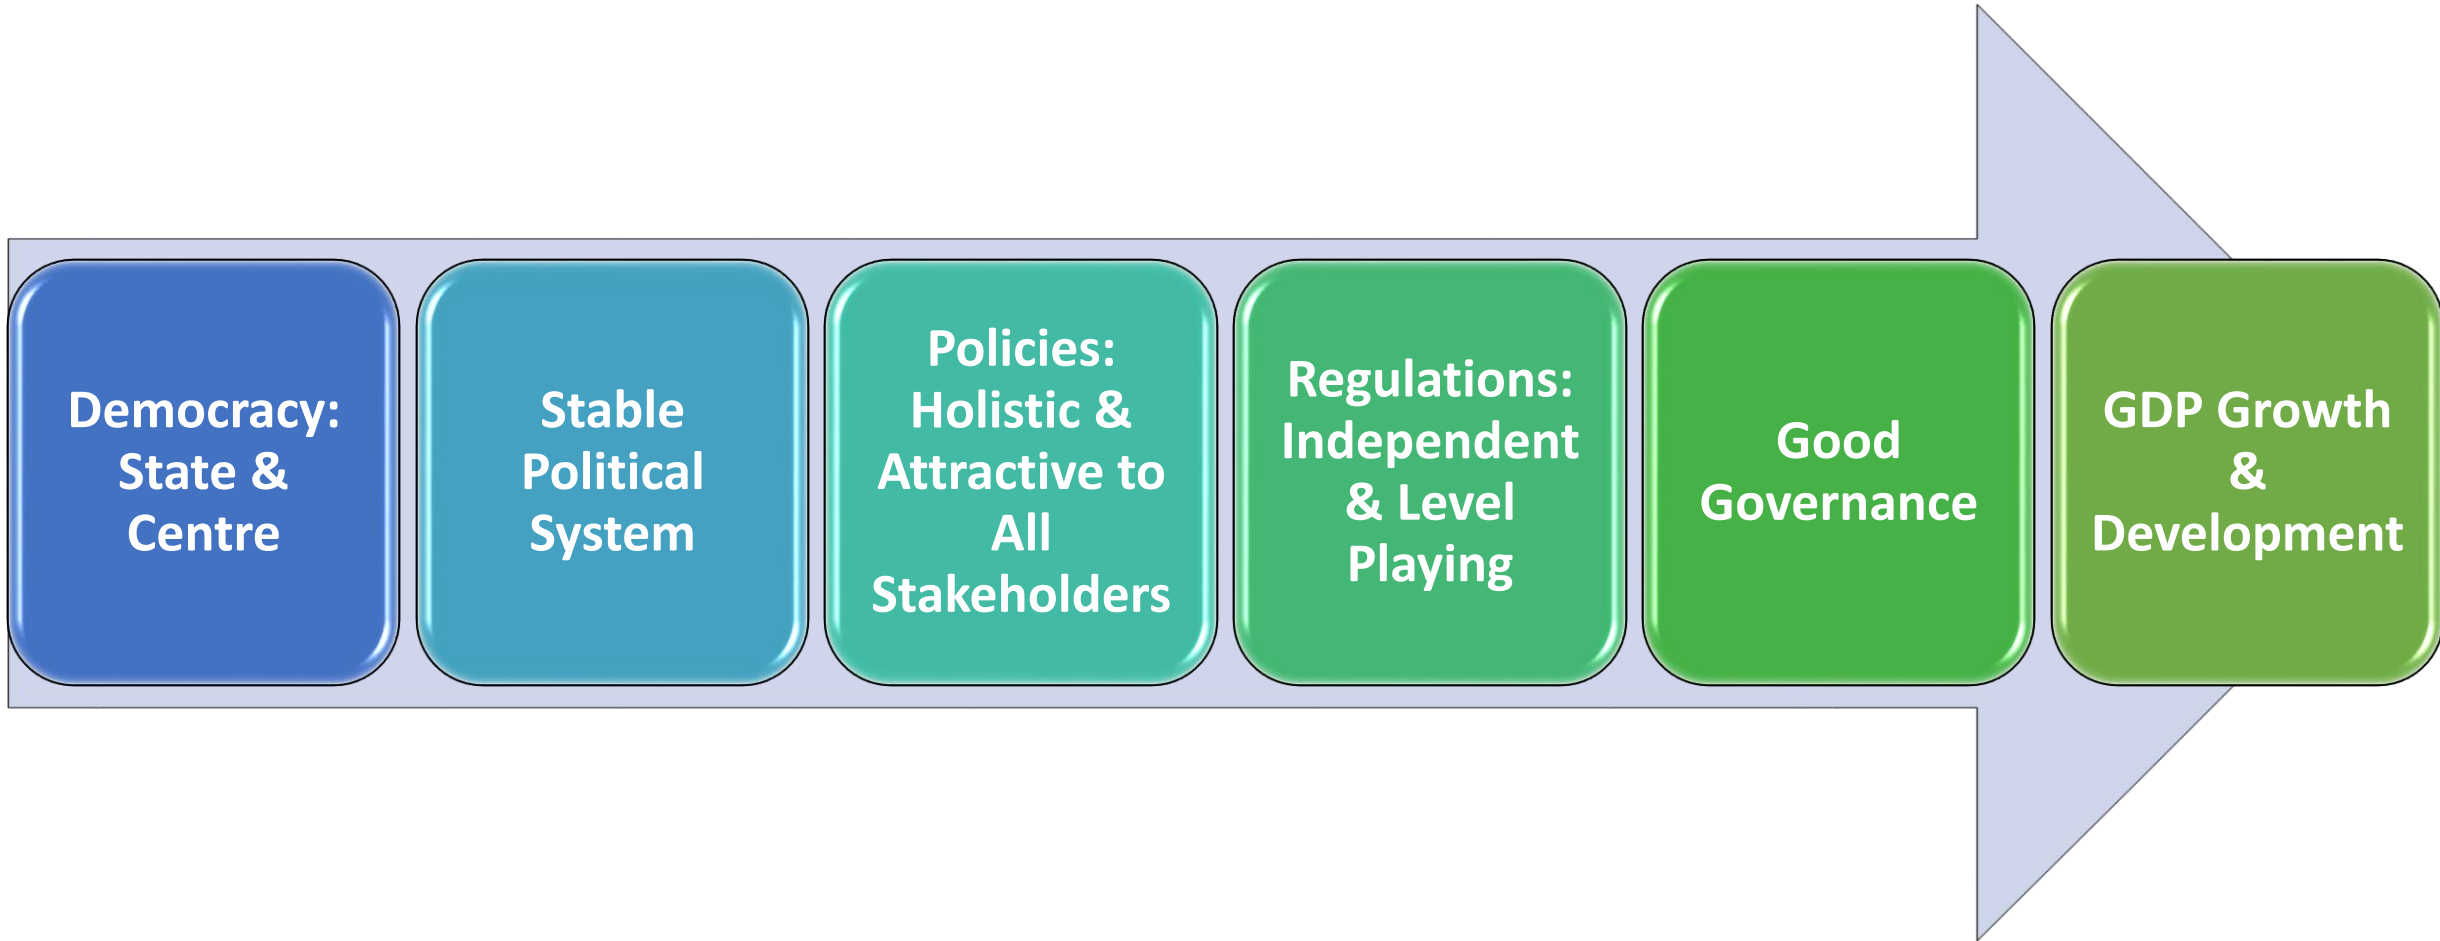 Democracy:
State &
Centre
Stable
Political
System
Policies:
Holistic &
Attractive to
All
Stakeholders
Regulations:
Independent
& Level
Playing
Good
Governance
GDP Growth
&
Development